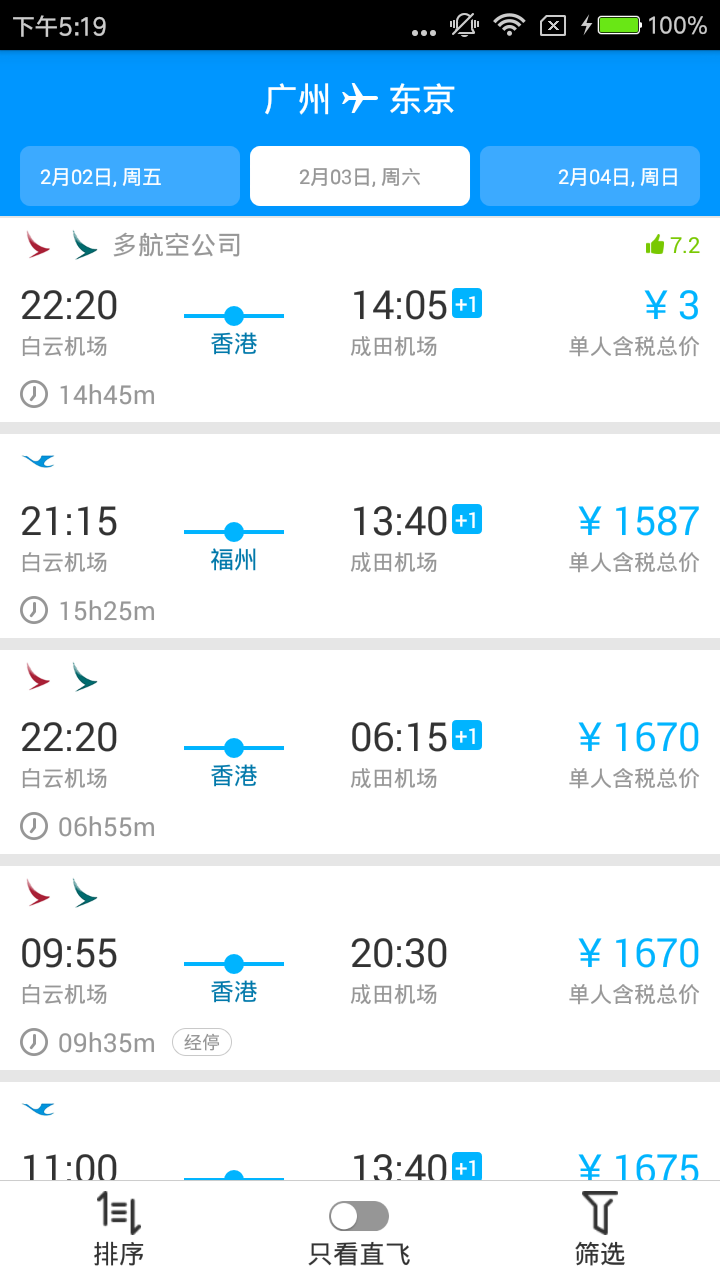 下午5:19 ... 100%
广州 东京
2月02日, 周五 2月03日, 周六 2月04日, 周日
多航空公司 7.2
22:20 14:05 +1 ¥ 3
白云机场 香港 成田机场 单人含税总价
14h45m
21:15 13:40 +1 ¥ 1587
白云机场 福州 成田机场 单人含税总价
15h25m
22:20 06:15 +1 ¥ 1670
白云机场 香港 成田机场 单人含税总价
06h55m
09:55 20:30 ¥ 1670
白云机场 香港 成田机场 单人含税总价
09h35m 经停
11:00 13:40 +1 ¥ 1675
排序 只看直飞 筛选